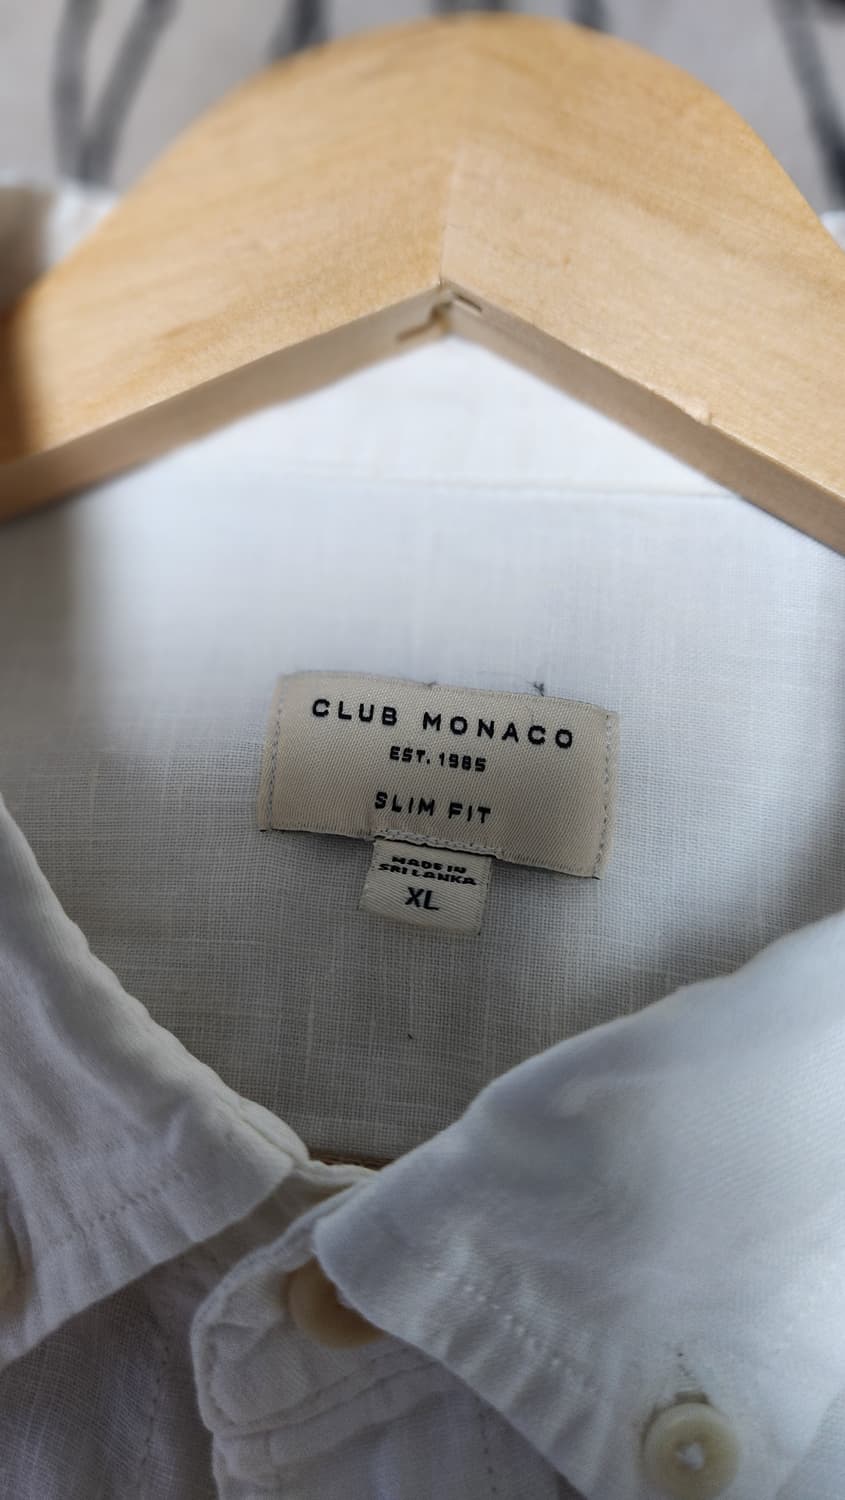 CLUB MONACO
EST. 1985
SLIM FIT
MADE IN
SRI LANKA
XL